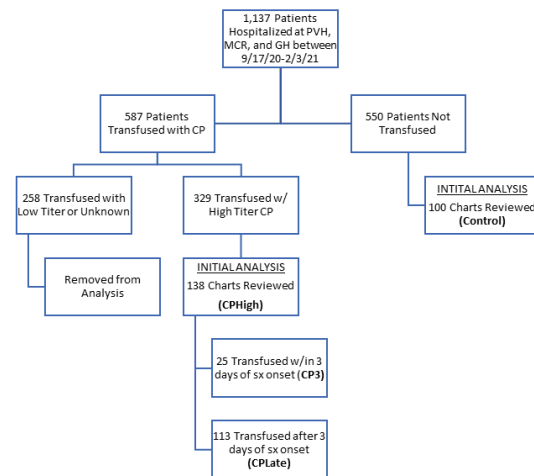 1,137 Patients
Hospitalized at PVH,
MCR, and GH between
9/17/20-2/3/21
587 Patients
Transfused with CP
550 Patients Not
Transfused
258 Transfused with
Low Titer or Unknown
329 Transfused w/
High Titer CP
INTITAL ANALYSIS
100 Charts Reviewed
(Control)
Removed from
Analysis
INITIAL ANALYSIS
138 Charts Reviewed
(CPHigh)
25 Transfused w/in 3
days of sx onset (CP3)
113 Transfused after 3
days of sx onset
(CPLate)